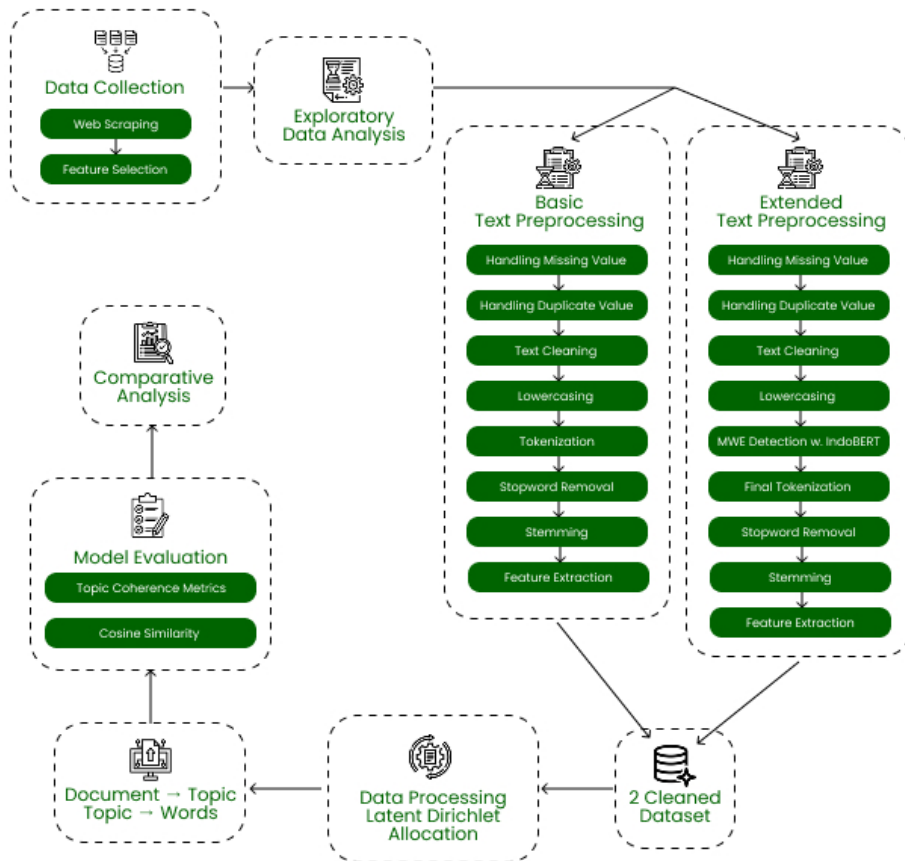 Data Collection
Web Scraping
Feature Selection
Exploratory
Data Analysis
Basic
Text Preprocessing
Handling Missing Value
Handling Duplicate Value
Text Cleaning
Lowercasing
Tokenization
Stopword Removal
Stemming
Feature Extraction
Extended
Text Preprocessing
Handling Missing Value
Handling Duplicate Value
Text Cleaning
Lowercasing
MWE Detection w. IndoBERT
Final Tokenization
Stopword Removal
Stemming
Feature Extraction
2 Cleaned
Dataset
Data Processing
Latent Dirichlet
Allocation
Document → Topic
Topic → Words
Model Evaluation
Topic Coherence Metrics
Cosine Similarity
Comparative
Analysis